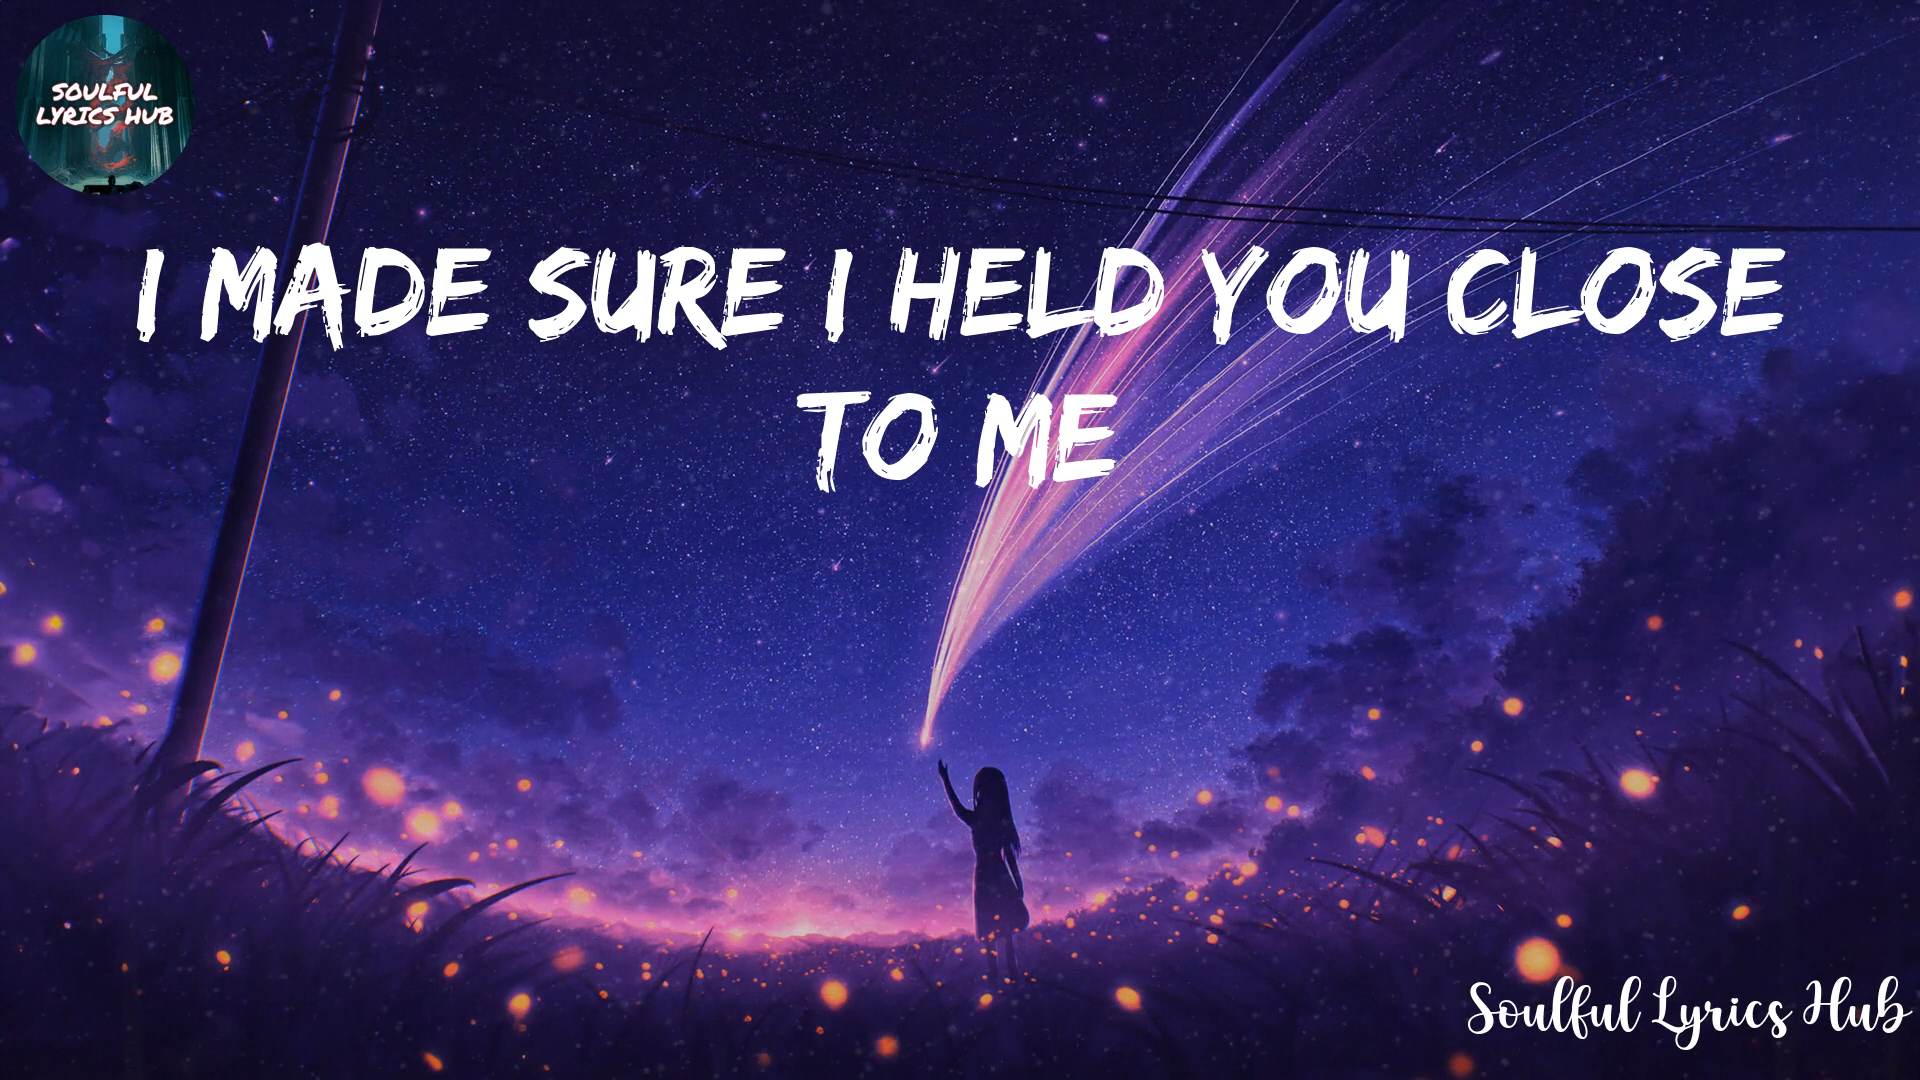 SOULFUL
LYRICS HUB
I MADE SURE I HELD YOU CLOSE
TO ME
Soulful Lyrics Hub